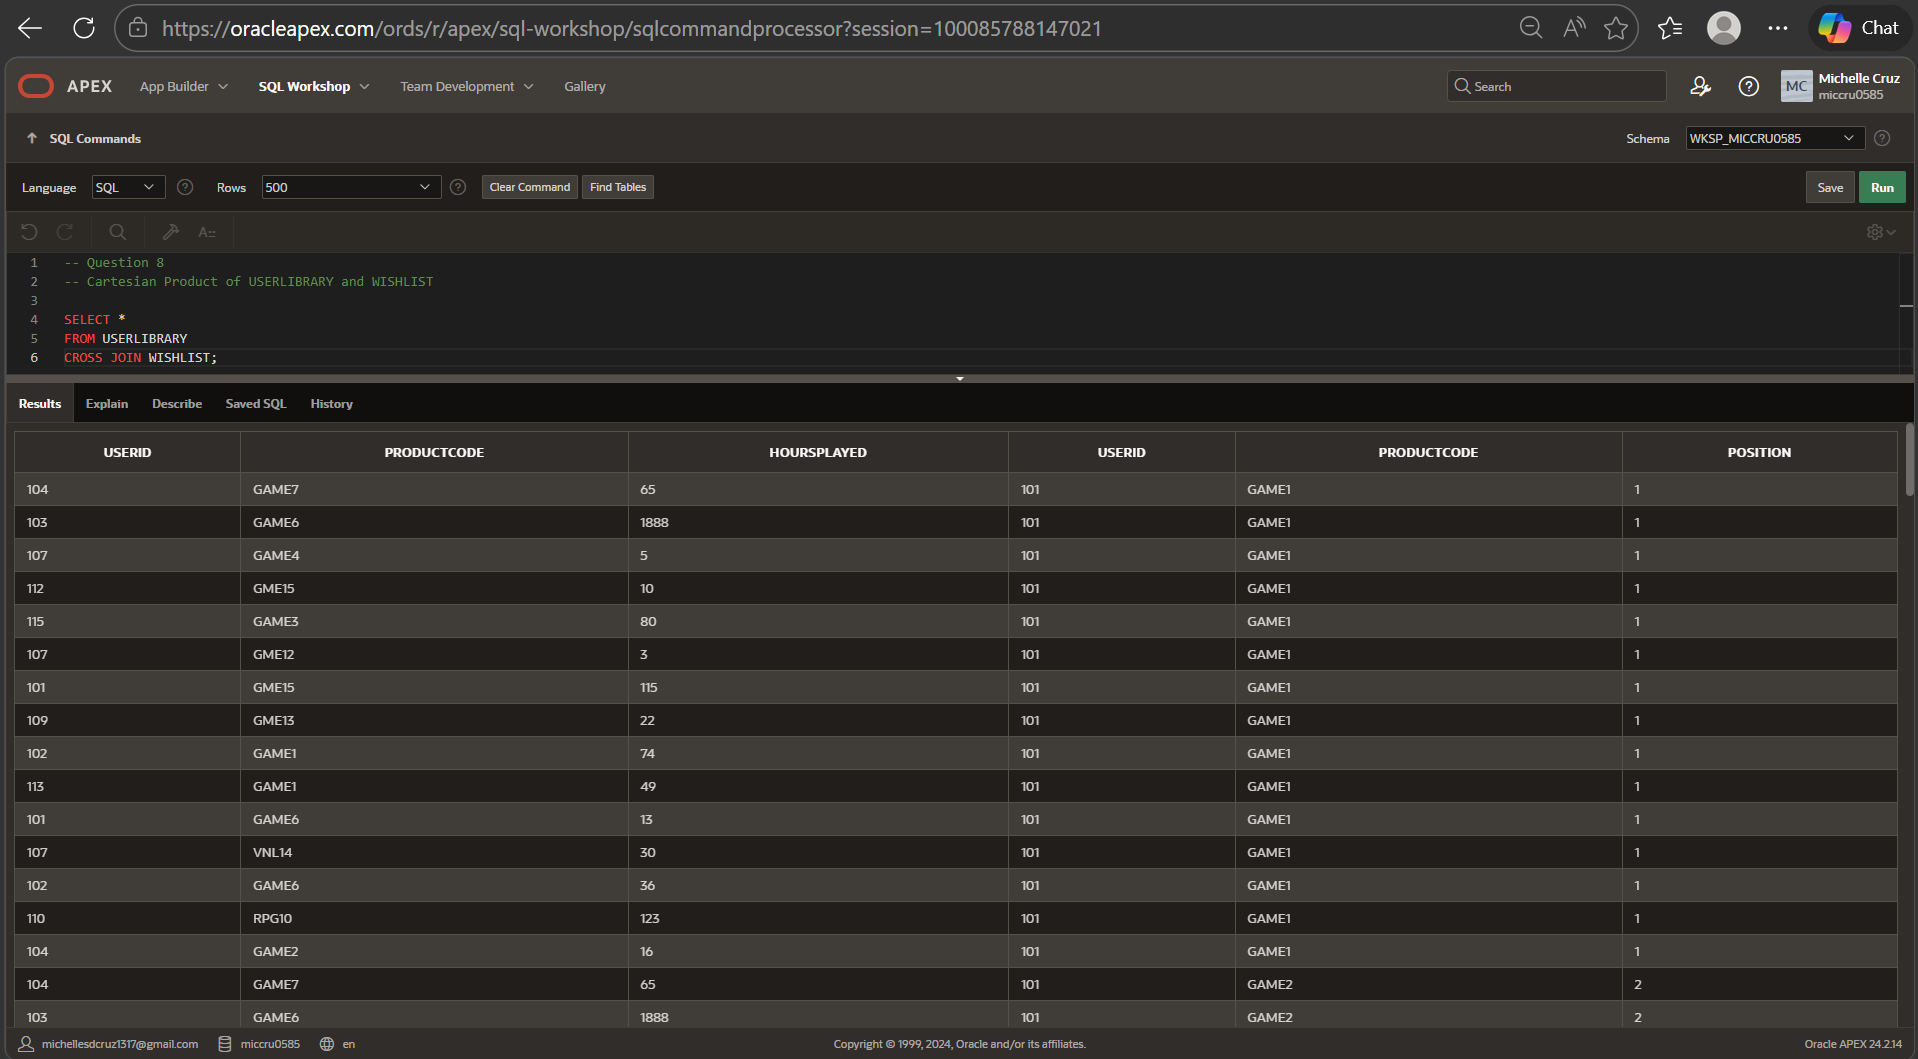 https://oracleapex.com/ords/r/apex/sql-workshop/sqlcommandprocessor?session=100085788147021
Chat
APEX App Builder SQL Workshop Team Development Gallery Search MC Michelle Cruz
miccru0585
SQL Commands Schema WKSP_MICCRU0585
Language SQL Rows 500 Clear Command Find Tables Save Run
1 -- Question 8
2 -- Cartesian Product of USERLIBRARY and WISHLIST
3
4 SELECT *
5 FROM USERLIBRARY
6 CROSS JOIN WISHLIST;
Results Explain Describe Saved SQL History
USERID PRODUCTCODE HOURSPLAYED USERID PRODUCTCODE POSITION
104 GAME7 65 101 GAME1 1
103 GAME6 1888 101 GAME1 1
107 GAME4 5 101 GAME1 1
112 GME15 10 101 GAME1 1
115 GAME3 80 101 GAME1 1
107 GME12 3 101 GAME1 1
101 GME15 115 101 GAME1 1
109 GME13 22 101 GAME1 1
102 GAME1 74 101 GAME1 1
113 GAME1 49 101 GAME1 1
101 GAME6 13 101 GAME1 1
107 VNL14 30 101 GAME1 1
102 GAME6 36 101 GAME1 1
110 RPG10 123 101 GAME1 1
104 GAME2 16 101 GAME1 1
104 GAME7 65 101 GAME2 2
103 GAME6 1888 101 GAME2 2
michellesdcruz1317@gmail.com miccru0585 en Copyright © 1999, 2024, Oracle and/or its affiliates. Oracle APEX 24.2.14